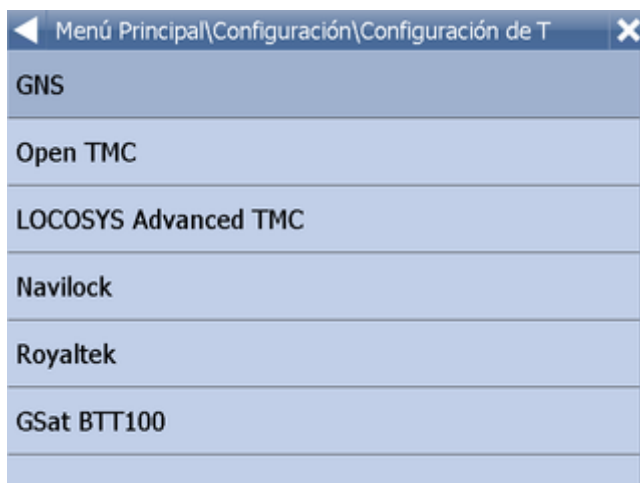 Menú Principal\Configuración\Configuración de T
GNS
Open TMC
LOCOSYS Advanced TMC
Navilock
Royaltek
GSat BTT100